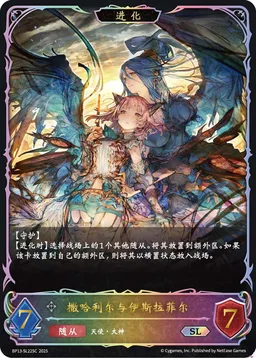 进化
【守护】
【进化时】选择战场上的1个其他随从。将其放置到额外区。如果
该卡放置到自己的额外区，则将其以横置状态放入战场。
撒哈利尔与伊斯拉菲尔
7
随从
天使·大神
SL
7
BP13-SL22SC 2025
© Cygames, Inc. Published by NetEase Games